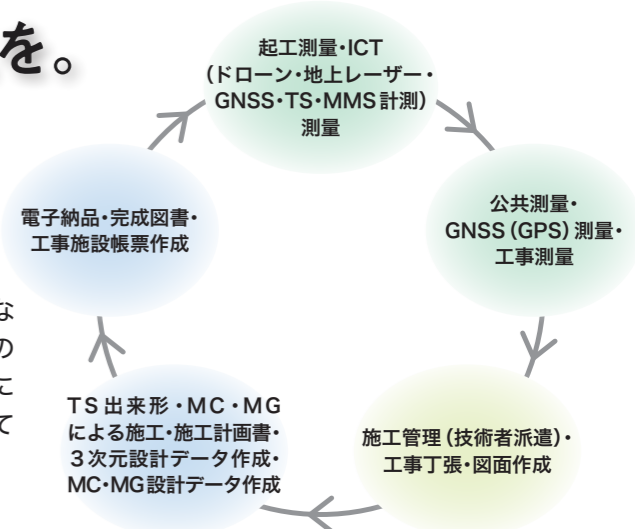 を。
起工測量・ICT
（ドローン・地上レーザー・
GNSS・TS・MMS計測）
測量
公共測量・
GNSS（GPS）測量・
工事測量
施工管理（技術者派遣）・
工事丁張・図面作成
TS出来形・MC・MG
による施工・施工計画書・
3次元設計データ作成・
MC・MG設計データ作成
電子納品・完成図書・
工事施設帳票作成
な
の
に
て